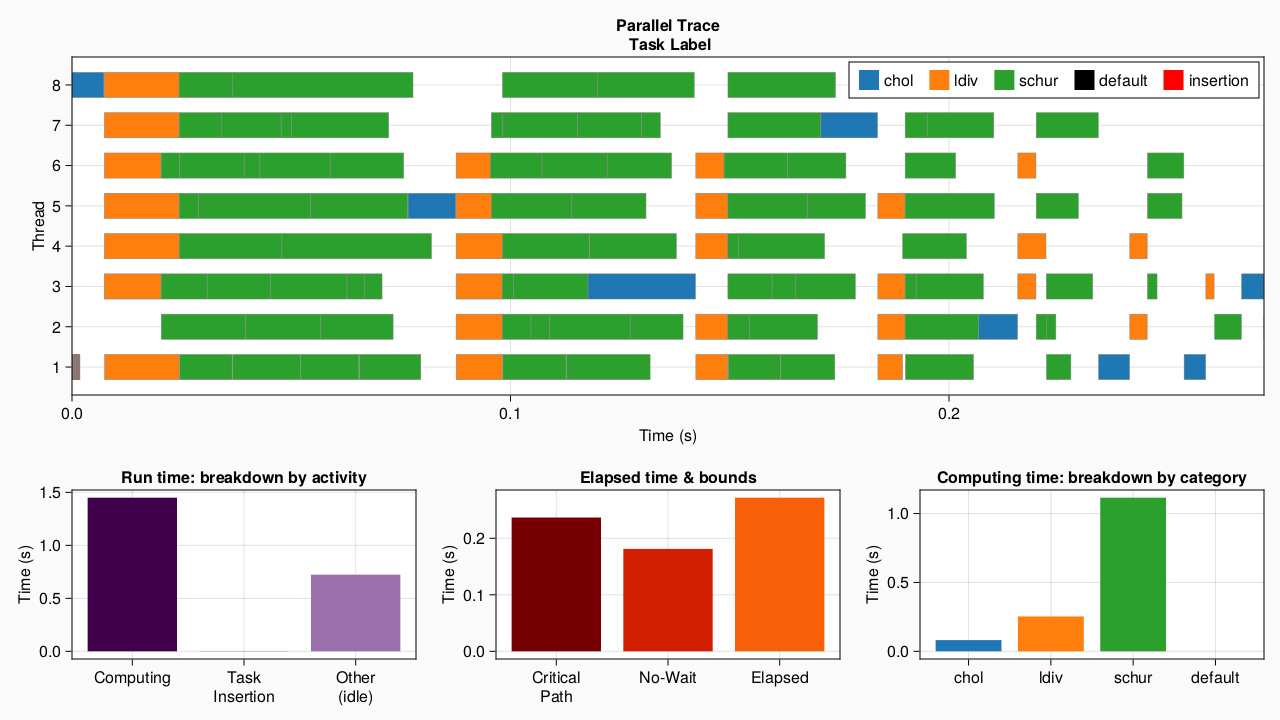 Parallel Trace
Task Label
chol ldiv schur default insertion
Thread
8
7
6
5
4
3
2
1
0.0 0.1 0.2
Time (s)
Run time: breakdown by activity
Time (s)
1.5
1.0
0.5
0.0
Computing Task Insertion Other (idle)
Elapsed time & bounds
Time (s)
0.2
0.1
0.0
Critical Path No-Wait Elapsed
Computing time: breakdown by category
Time (s)
1.0
0.5
0.0
chol ldiv schur default